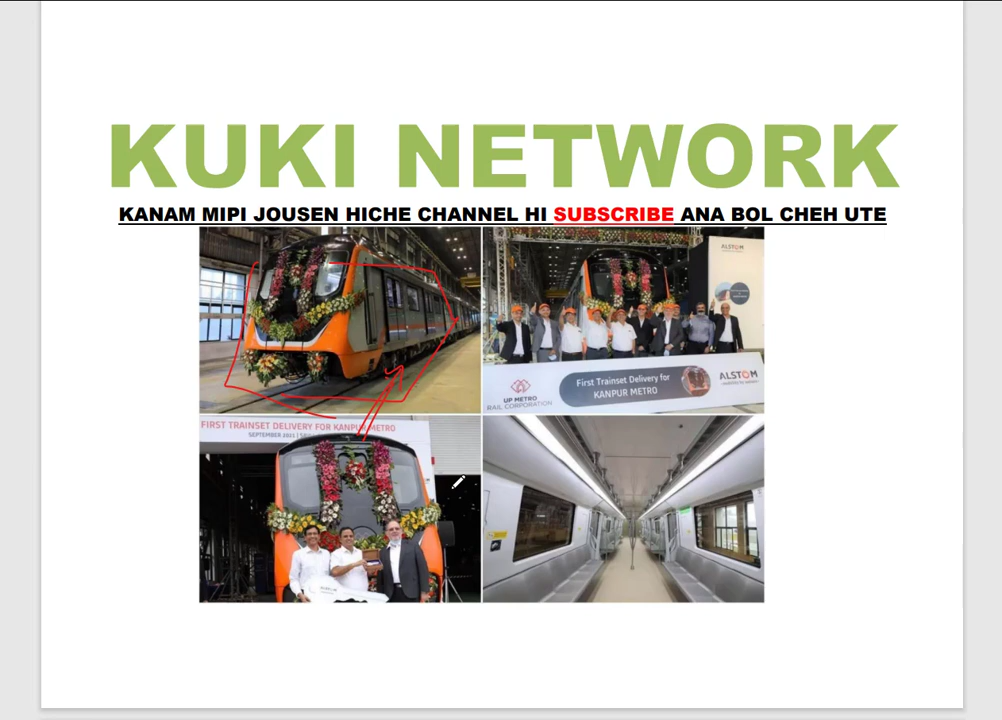 KUKI NETWORK
KANAM MIPI JOUSEN HICHE CHANNEL HI SUBSCRIBE ANA BOL CHEH UTE
ALSTOM
First Trainset Delivery for
KANPUR METRO
UP METRO
RAIL CORPORATION
ALSTOM
FIRST TRAINSET DELIVERY FOR KANPUR METRO
SEPTEMBER 2021
ALSTOM